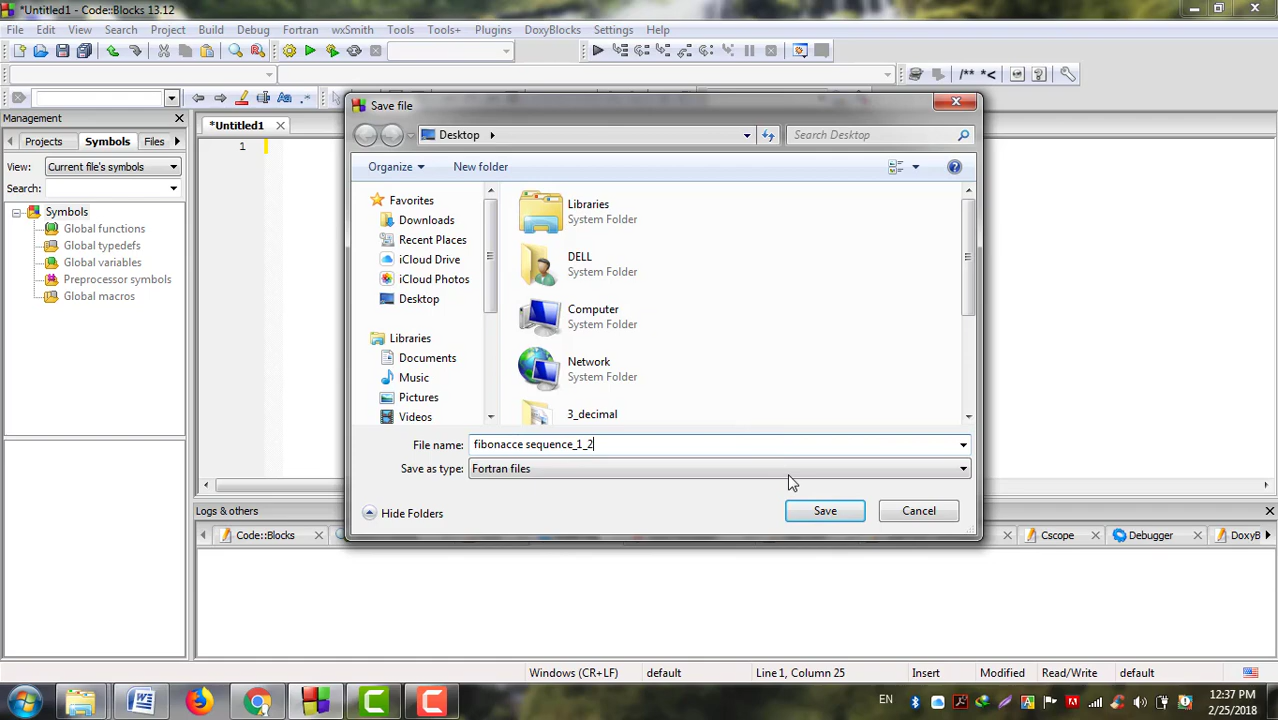 *Untitled1 - Code::Blocks 13.12
File Edit View Search Project Build Debug Fortran wxSmith Tools Tools+ Plugins DoxyBlocks Settings Help
/** *<
Management
Projects Symbols Files
View: Current file's symbols
Search:
Symbols
Global functions
Global typedefs
Global variables
Preprocessor symbols
Global macros
*Untitled1
1
Save file
Desktop
Search Desktop
Organize New folder
Favorites
Downloads
Recent Places
iCloud Drive
iCloud Photos
Desktop
Libraries
Documents
Music
Pictures
Videos
Libraries
System Folder
DELL
System Folder
Computer
System Folder
Network
System Folder
3_decimal
File name: fibonacce sequence_1_2
Save as type: Fortran files
Hide Folders Save Cancel
Logs & others
Code::Blocks Cscope Debugger DoxyB
Windows (CR+LF) default Line 1, Column 25 Insert Modified Read/Write default
EN
12:37 PM
2/25/2018